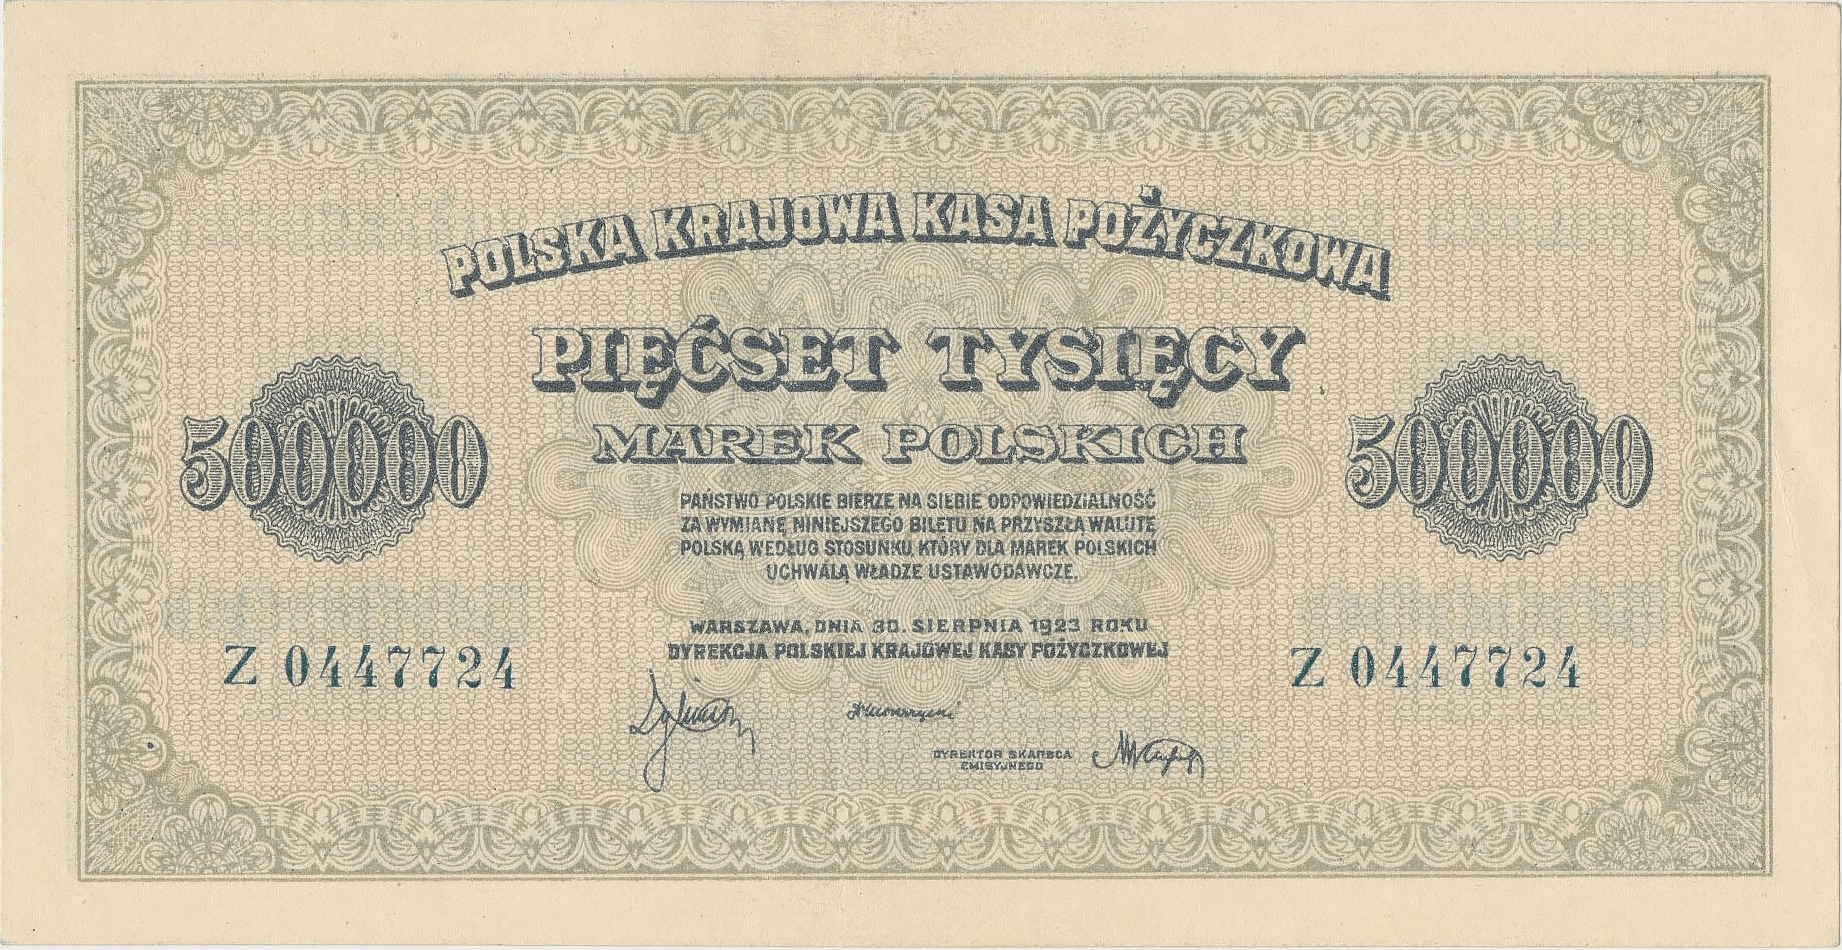 POLSKA KRAJOWA KASA POŻYCZKOWA
PIĘĆSET TYSIĘCY
500000
500000
MAREK POLSKICH
PAŃSTWO POLSKIE BIERZE NA SIEBIE ODPOWIEDZIALNOŚĆ
ZA WYMIANĘ NINIEJSZEGO BILETU NA PRZYSZŁĄ WALUTĘ
POLSKĄ WEDŁUG STOSUNKU, KTÓRY DLA MAREK POLSKICH
UCHWALĄ WŁADZE USTAWODAWCZE.
WARSZAWA, DNIA 30. SIERPNIA 1923 ROKU
DYREKCJA POLSKIEJ KRAJOWEJ KASY POŻYCZKOWEJ
Z 0447724
Z 0447724
DYREKTOR SKARBCA
EMISYJNEGO